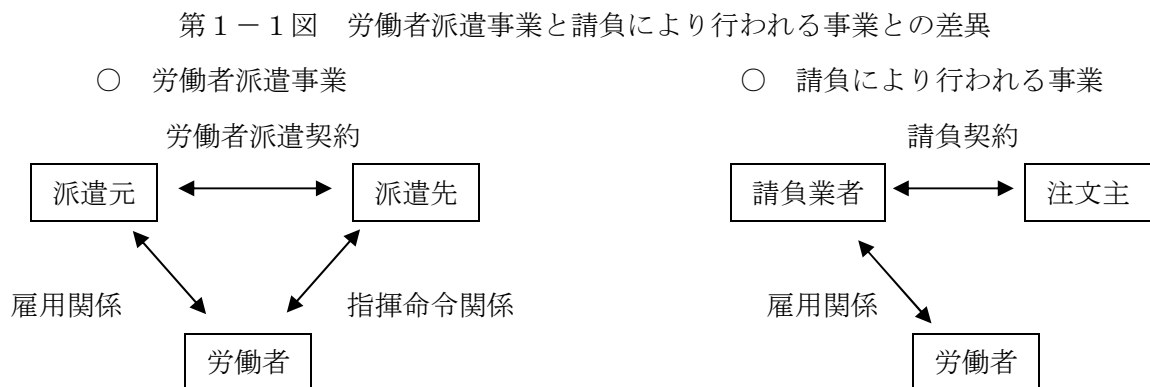 第１－１図　労働者派遣事業と請負により行われる事業との差異
○　労働者派遣事業
労働者派遣契約
派遣元
派遣先
雇用関係
指揮命令関係
労働者
○　請負により行われる事業
請負契約
請負業者
注文主
雇用関係
労働者